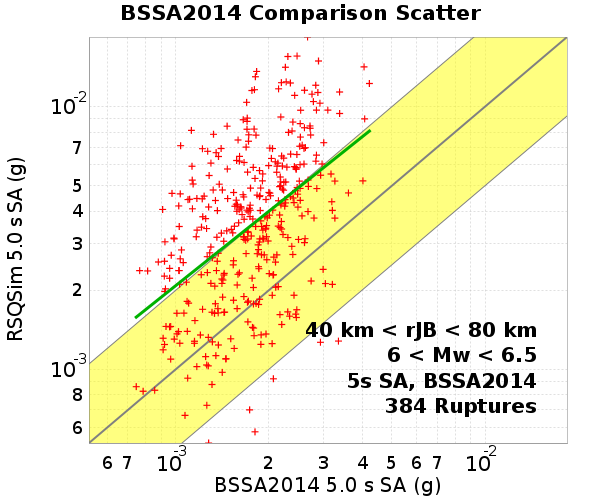 BSSA2014 Comparison Scatter
RSQSim 5.0 s SA (g)
10-2
7
5
4
3
2
10-3
8
6
40 km < rJB < 80 km
6 < Mw < 6.5
5s SA, BSSA2014
384 Ruptures
6 7 10-3 2 3 4 5 6 7 8 10-2
BSSA2014 5.0 s SA (g)